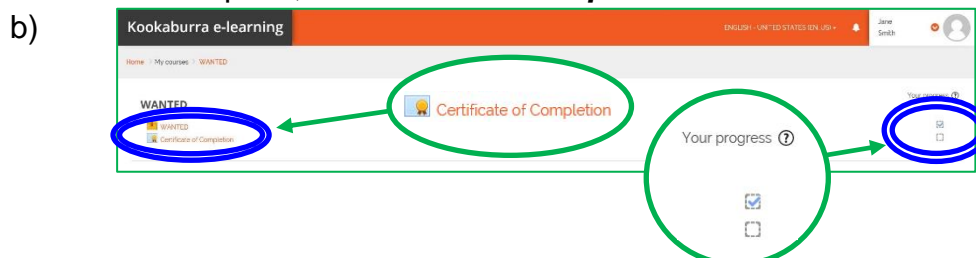 b)
Kookaburra e-learning
ENGLISH - UNITED STATES (EN_US)
Jane
Smith
Home > My courses > WANTED
WANTED
Your progress ?
WANTED
Certificate of Completion
Certificate of Completion
Your progress ?